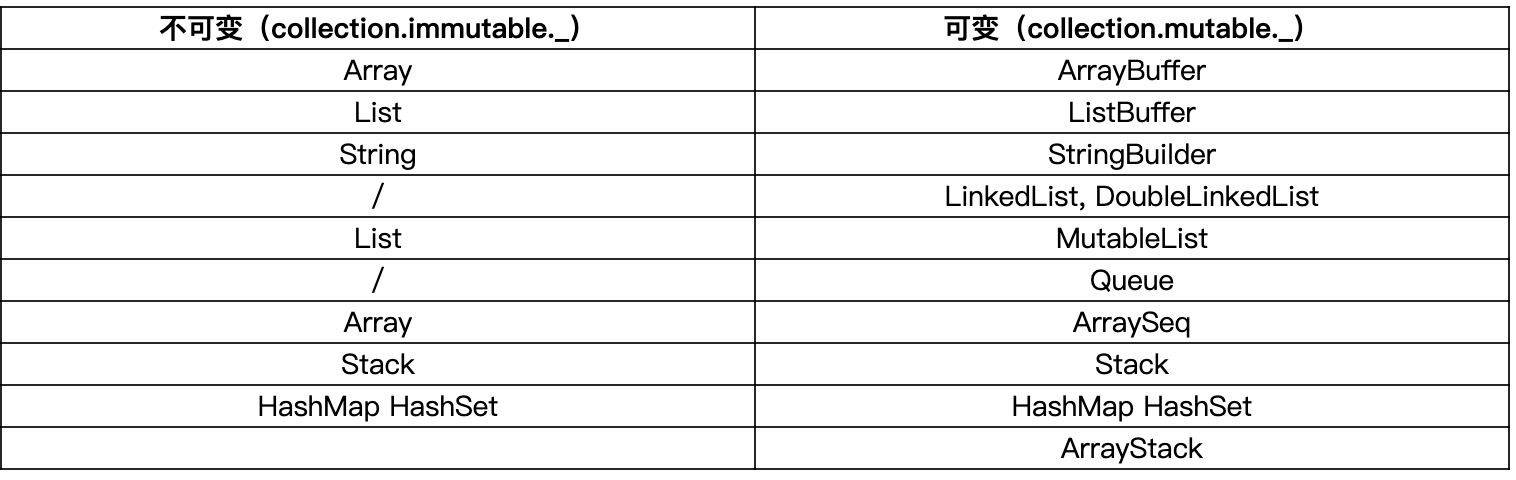 不可变（collection.immutable._） 可变（collection.mutable._）
Array ArrayBuffer
List ListBuffer
String StringBuilder
/ LinkedList, DoubleLinkedList
List MutableList
/ Queue
Array ArraySeq
Stack Stack
HashMap HashSet HashMap HashSet
ArrayStack